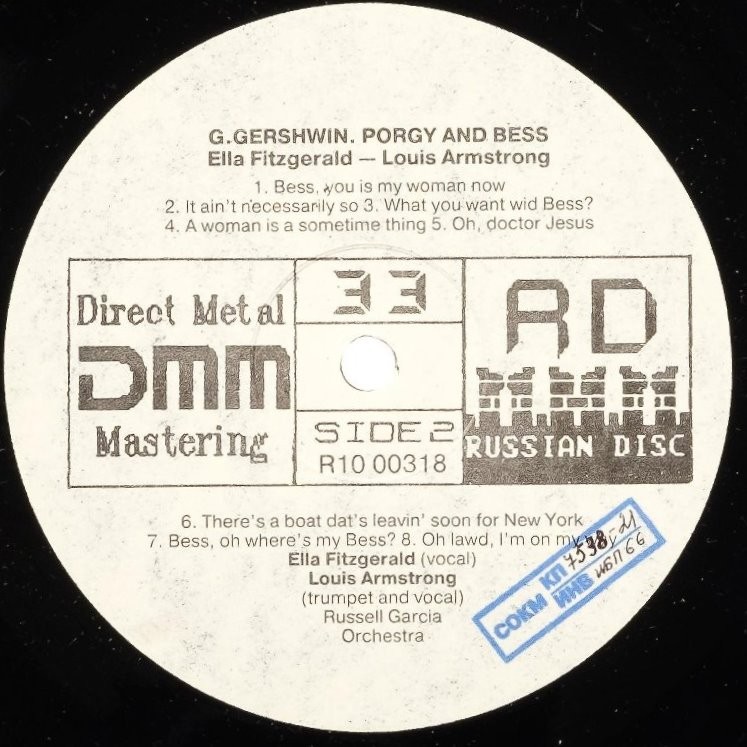 G.GERSHWIN. PORGY AND BESS
Ella Fitzgerald — Louis Armstrong
1. Bess, you is my woman now
2. It ain't necessarily so 3. What you want wid Bess?
4. A woman is a sometime thing 5. Oh, doctor Jesus
Direct Metal
DMM
Mastering
33
SIDE 2
R10 00318
RD
RUSSIAN DISC
6. There's a boat dat's leavin' soon for New York
7. Bess, oh where's my Bess? 8. Oh lawd, I'm on my
Ella Fitzgerald (vocal)
Louis Armstrong
(trumpet and vocal)
Russell Garcia
Orchestra
СОКМ КП
ИНВ